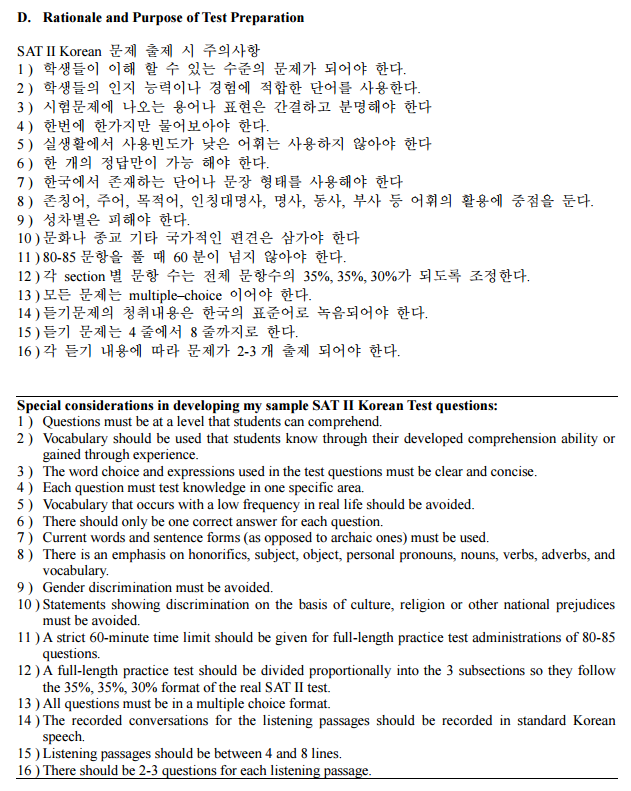 D. Rationale and Purpose of Test Preparation
SAT II Korean 문제 출제 시 주의사항
1 ) 학생들이 이해 할 수 있는 수준의 문제가 되어야 한다.
2 ) 학생들의 인지 능력이나 경험에 적합한 단어를 사용한다.
3 ) 시험문제에 나오는 용어나 표현은 간결하고 분명해야 한다
4 ) 한번에 한가지만 물어보아야 한다.
5 ) 실생활에서 사용빈도가 낮은 어휘는 사용하지 않아야 한다
6 ) 한 개의 정답만이 가능 해야 한다.
7 ) 한국에서 존재하는 단어나 문장 형태를 사용해야 한다
8 ) 존칭어, 주어, 목적어, 인칭대명사, 명사, 동사, 부사 등 어휘의 활용에 중점을 둔다.
9 ) 성차별은 피해야 한다.
10 ) 문화나 종교 기타 국가적인 편견은 삼가야 한다
11 ) 80-85 문항을 풀 때 60 분이 넘지 않아야 한다.
12 ) 각 section 별 문항 수는 전체 문항수의 35%, 35%, 30%가 되도록 조정한다.
13 ) 모든 문제는 multiple–choice 이어야 한다.
14 ) 듣기문제의 청취내용은 한국의 표준어로 녹음되어야 한다.
15 ) 듣기 문제는 4 줄에서 8 줄까지로 한다.
16 ) 각 듣기 내용에 따라 문제가 2-3 개 출제 되어야 한다.
Special considerations in developing my sample SAT II Korean Test questions:
1 ) Questions must be at a level that students can comprehend.
2 ) Vocabulary should be used that students know through their developed comprehension ability or
gained through experience.
3 ) The word choice and expressions used in the test questions must be clear and concise.
4 ) Each question must test knowledge in one specific area.
5 ) Vocabulary that occurs with a low frequency in real life should be avoided.
6 ) There should only be one correct answer for each question.
7 ) Current words and sentence forms (as opposed to archaic ones) must be used.
8 ) There is an emphasis on honorifics, subject, object, personal pronouns, nouns, verbs, adverbs, and
vocabulary.
9 ) Gender discrimination must be avoided.
10 ) Statements showing discrimination on the basis of culture, religion or other national prejudices
must be avoided.
11 ) A strict 60-minute time limit should be given for full-length practice test administrations of 80-85
questions.
12 ) A full-length practice test should be divided proportionally into the 3 subsections so they follow
the 35%, 35%, 30% format of the real SAT II test.
13 ) All questions must be in a multiple choice format.
14 ) The recorded conversations for the listening passages should be recorded in standard Korean
speech.
15 ) Listening passages should be between 4 and 8 lines.
16 ) There should be 2-3 questions for each listening passage.